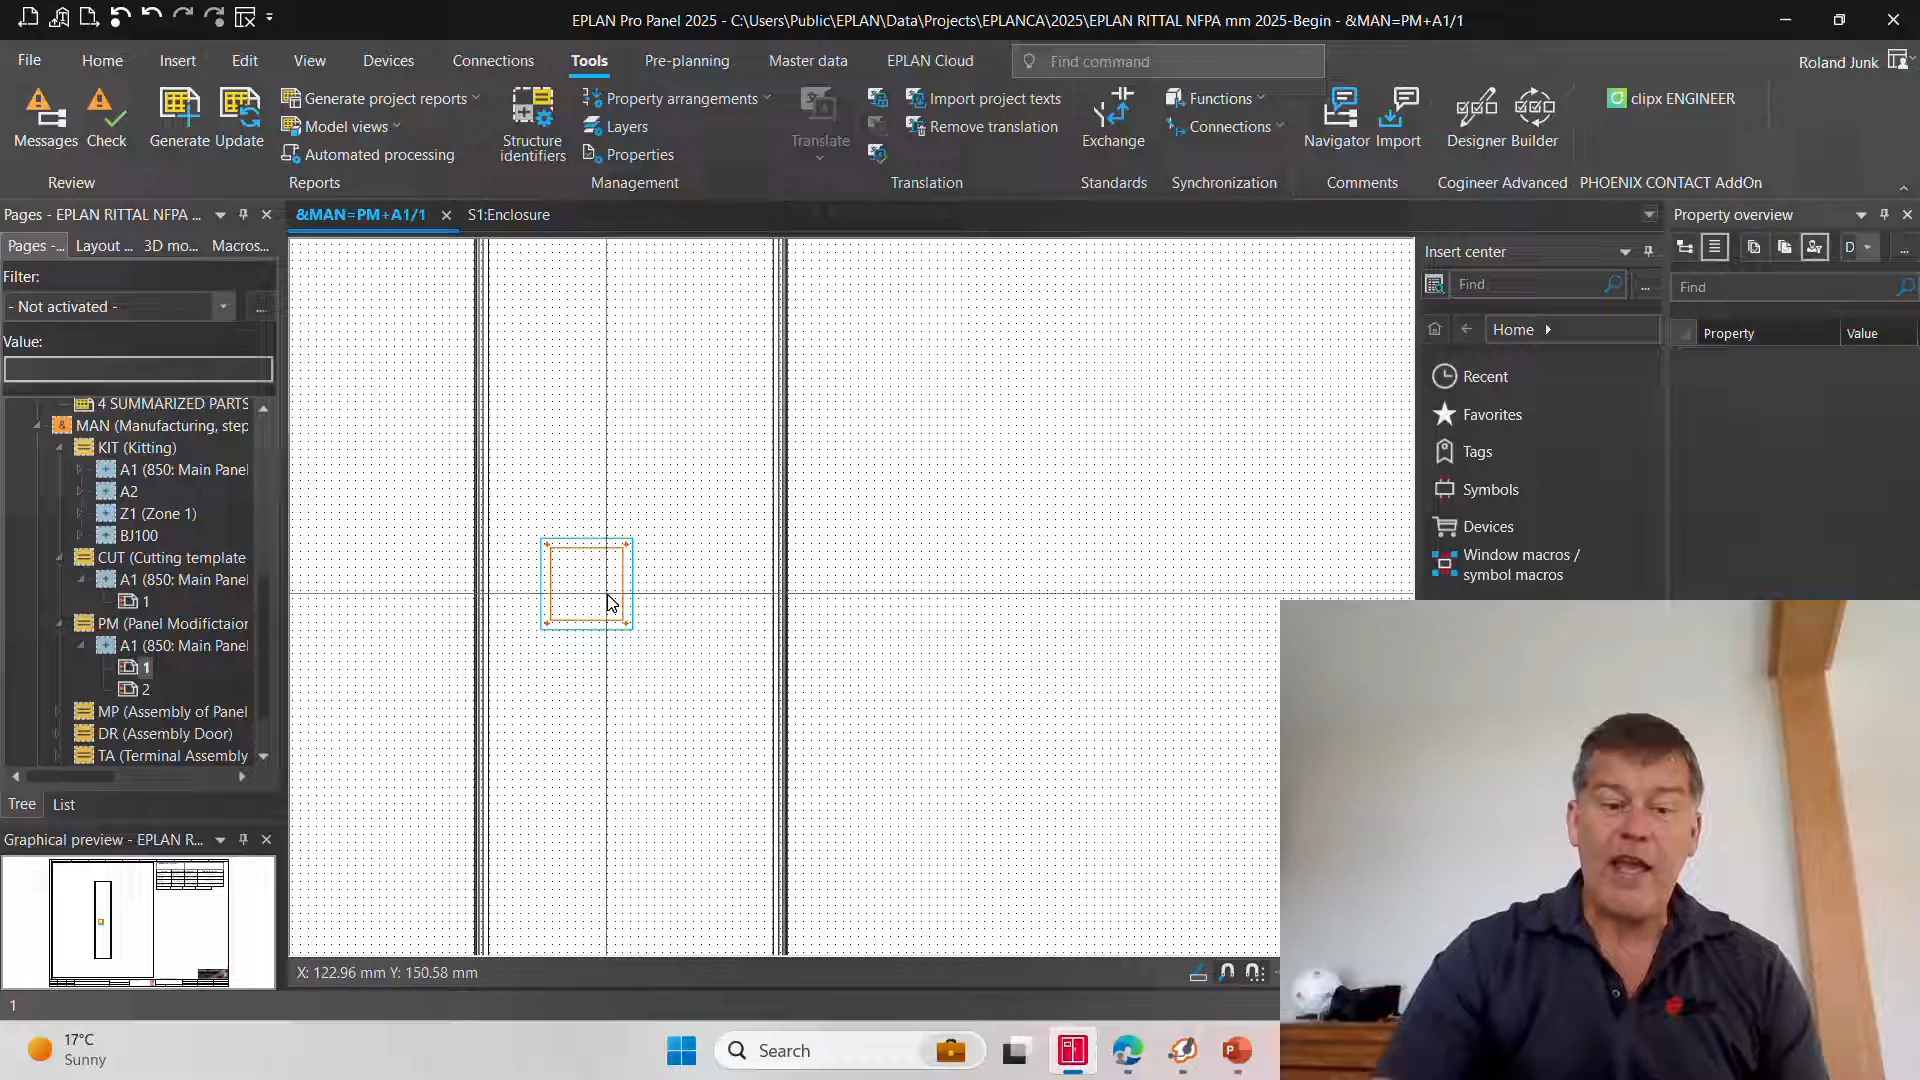 EPLAN Pro Panel 2025 - C:\Users\Public\EPLAN\Data\Projects\EPLANCA\2025\EPLAN RITTAL NFPA mm 2025-Begin - &MAN=PM+A1/1
File
Home
Insert
Edit
View
Devices
Connections
Tools
Pre-planning
Master data
EPLAN Cloud
Find command
Roland Junk
Messages
Check
Review
Generate
Update
Generate project reports
Model views
Automated processing
Reports
Structure
identifiers
Property arrangements
Layers
Properties
Management
Translate
Import project texts
Remove translation
Translation
Exchange
Standards
Functions
Connections
Synchronization
Navigator
Import
Comments
Designer
Builder
Cogineer Advanced
clipx ENGINEER
PHOENIX CONTACT AddOn
Pages - EPLAN RITTAL NFPA ...
Pages -...
Layout ...
3D mo...
Macros...
Filter:
- Not activated -
...
Value:
4 SUMMARIZED PARTS
MAN (Manufacturing, step
KIT (Kitting)
A1 (850: Main Panel
A2
Z1 (Zone 1)
BJ100
CUT (Cutting template
A1 (850: Main Panel
1
PM (Panel Modifictaion
A1 (850: Main Panel
1
2
MP (Assembly of Panel
DR (Assembly Door)
TA (Terminal Assembly
Tree
List
Graphical preview - EPLAN R...
1
&MAN=PM+A1/1
S1:Enclosure
X: 122.96 mm Y: 150.58 mm
Insert center
Find
...
Home
Recent
Favorites
Tags
Symbols
Devices
Window macros /
symbol macros
Property overview
D
...
Find
Property
Value
17°C
Sunny
Search